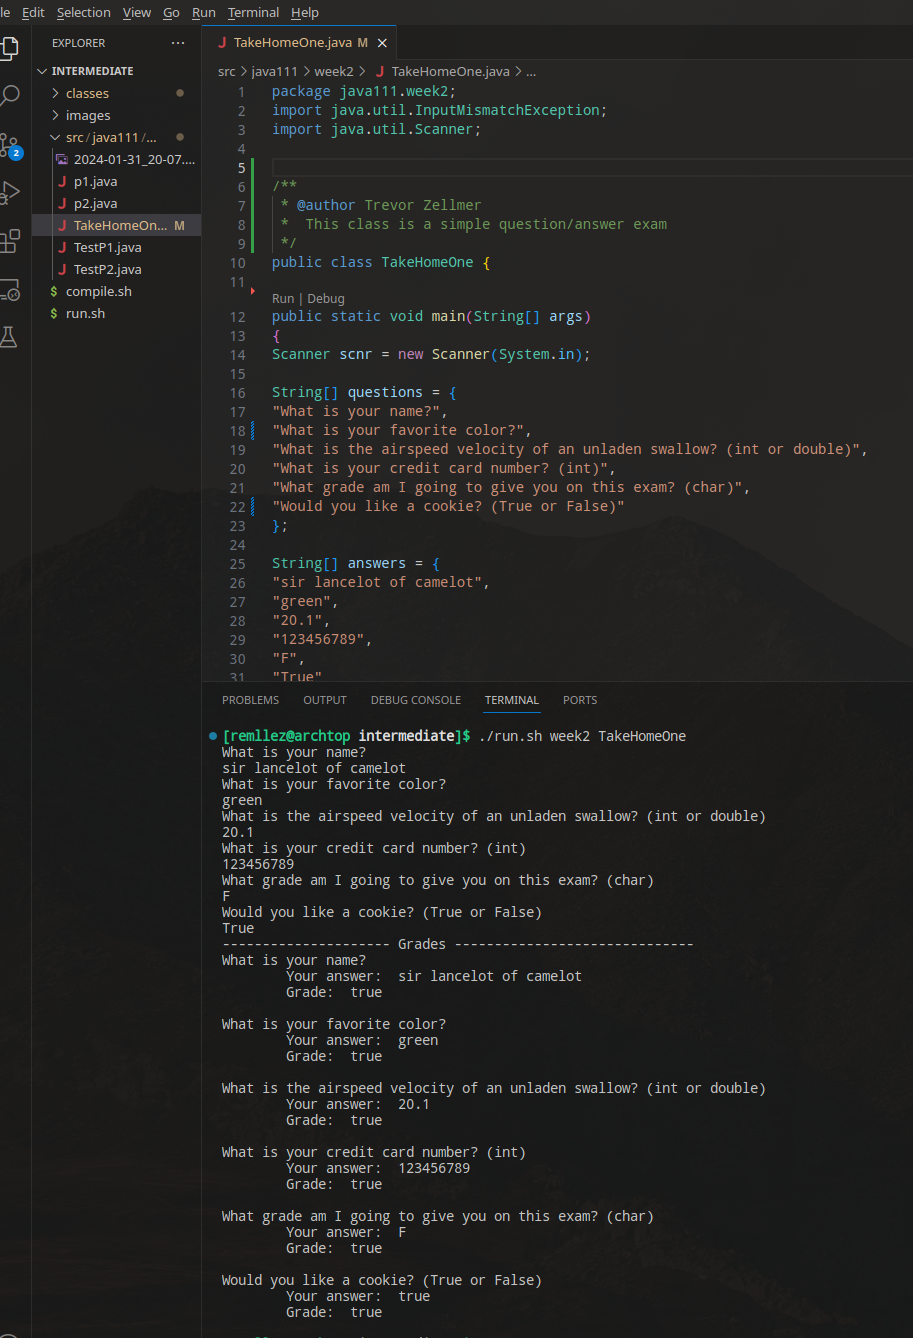 le Edit Selection View Go Run Terminal Help
EXPLORER ···
INTERMEDIATE
classes
images
src/java111/...
2024-01-31_20-07....
p1.java
p2.java
TakeHomeOn... M
TestP1.java
TestP2.java
$ compile.sh
$ run.sh
2
J TakeHomeOne.java M ×
src > java111 > week2 > J TakeHomeOne.java > ...
1 package java111.week2;
2 import java.util.InputMismatchException;
3 import java.util.Scanner;
4
5
6 /**
7 * @author Trevor Zellmer
8 *  This class is a simple question/answer exam
9 */
10 public class TakeHomeOne {
11
Run | Debug
12 public static void main(String[] args)
13 {
14 Scanner scnr = new Scanner(System.in);
15
16 String[] questions = {
17 "What is your name?",
18 "What is your favorite color?",
19 "What is the airspeed velocity of an unladen swallow? (int or double)",
20 "What is your credit card number? (int)",
21 "What grade am I going to give you on this exam? (char)",
22 "Would you like a cookie? (True or False)"
23 };
24
25 String[] answers = {
26 "sir lancelot of camelot",
27 "green",
28 "20.1",
29 "123456789",
30 "F",
31 "True"
PROBLEMS OUTPUT DEBUG CONSOLE TERMINAL PORTS
[remllez@archtop intermediate]$ ./run.sh week2 TakeHomeOne
What is your name?
sir lancelot of camelot
What is your favorite color?
green
What is the airspeed velocity of an unladen swallow? (int or double)
20.1
What is your credit card number? (int)
123456789
What grade am I going to give you on this exam? (char)
F
Would you like a cookie? (True or False)
True
--------------------- Grades ------------------------------
What is your name?
Your answer:  sir lancelot of camelot
Grade:  true
What is your favorite color?
Your answer:  green
Grade:  true
What is the airspeed velocity of an unladen swallow? (int or double)
Your answer:  20.1
Grade:  true
What is your credit card number? (int)
Your answer:  123456789
Grade:  true
What grade am I going to give you on this exam? (char)
Your answer:  F
Grade:  true
Would you like a cookie? (True or False)
Your answer:  true
Grade:  true